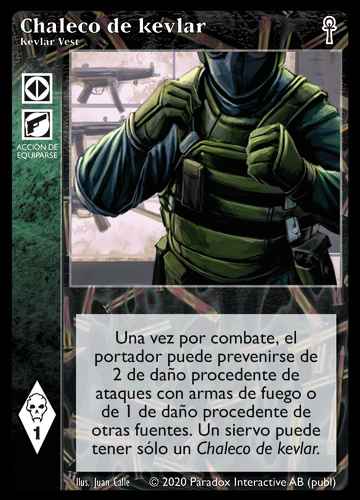 Chaleco de kevlar
Kevlar Vest
ACCIÓN DE
EQUIPARSE
Una vez por combate, el
portador puede prevenirse de
2 de daño procedente de
ataques con armas de fuego o
de 1 de daño procedente de
otras fuentes. Un siervo puede
tener sólo un Chaleco de kevlar.
1
Ilus. Juan Calle © 2020 Paradox Interactive AB (publ)